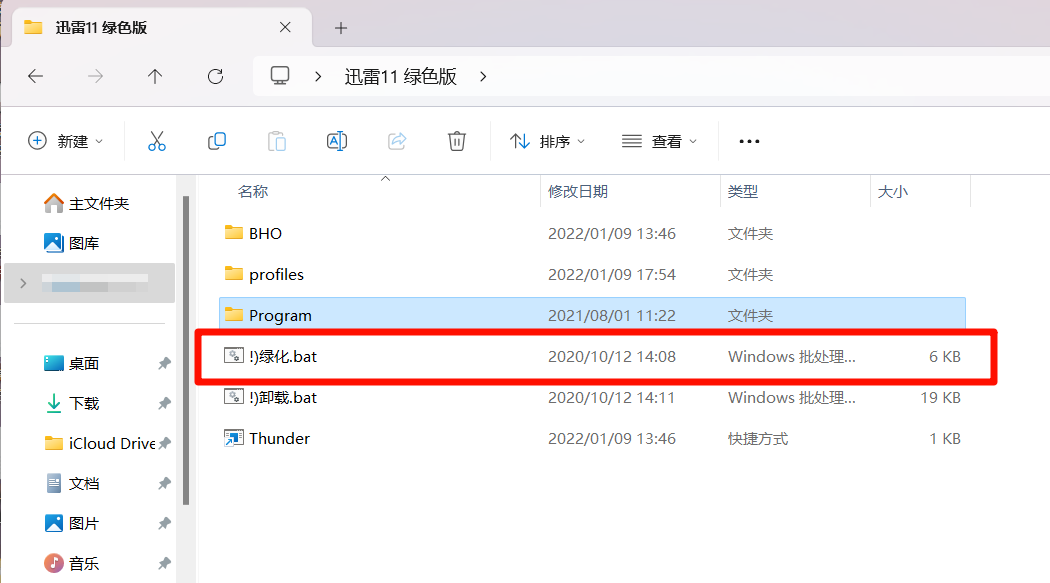 迅雷11 绿色版
迅雷11 绿色版
新建 排序 查看
名称 修改日期 类型 大小
主文件夹
图库
桌面
下载
iCloud Drive
文档
图片
音乐
BHO 2022/01/09 13:46 文件夹
profiles 2022/01/09 17:54 文件夹
Program 2021/08/01 11:22 文件夹
!)绿化.bat 2020/10/12 14:08 Windows 批处理... 6 KB
!)卸载.bat 2020/10/12 14:11 Windows 批处理... 19 KB
Thunder 2022/01/09 13:46 快捷方式 1 KB